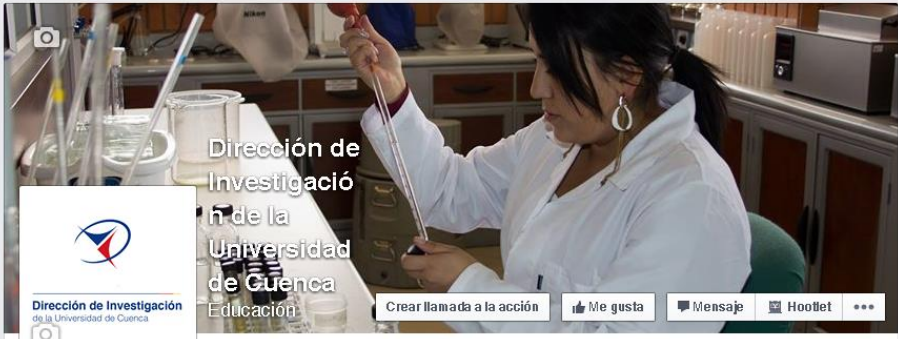 Nikon
Dirección de
Investigació
n de la
Universidad
de Cuenca
Educación
Dirección de Investigación
de la Universidad de Cuenca
Crear llamada a la acción
Me gusta
Mensaje
Hootlet